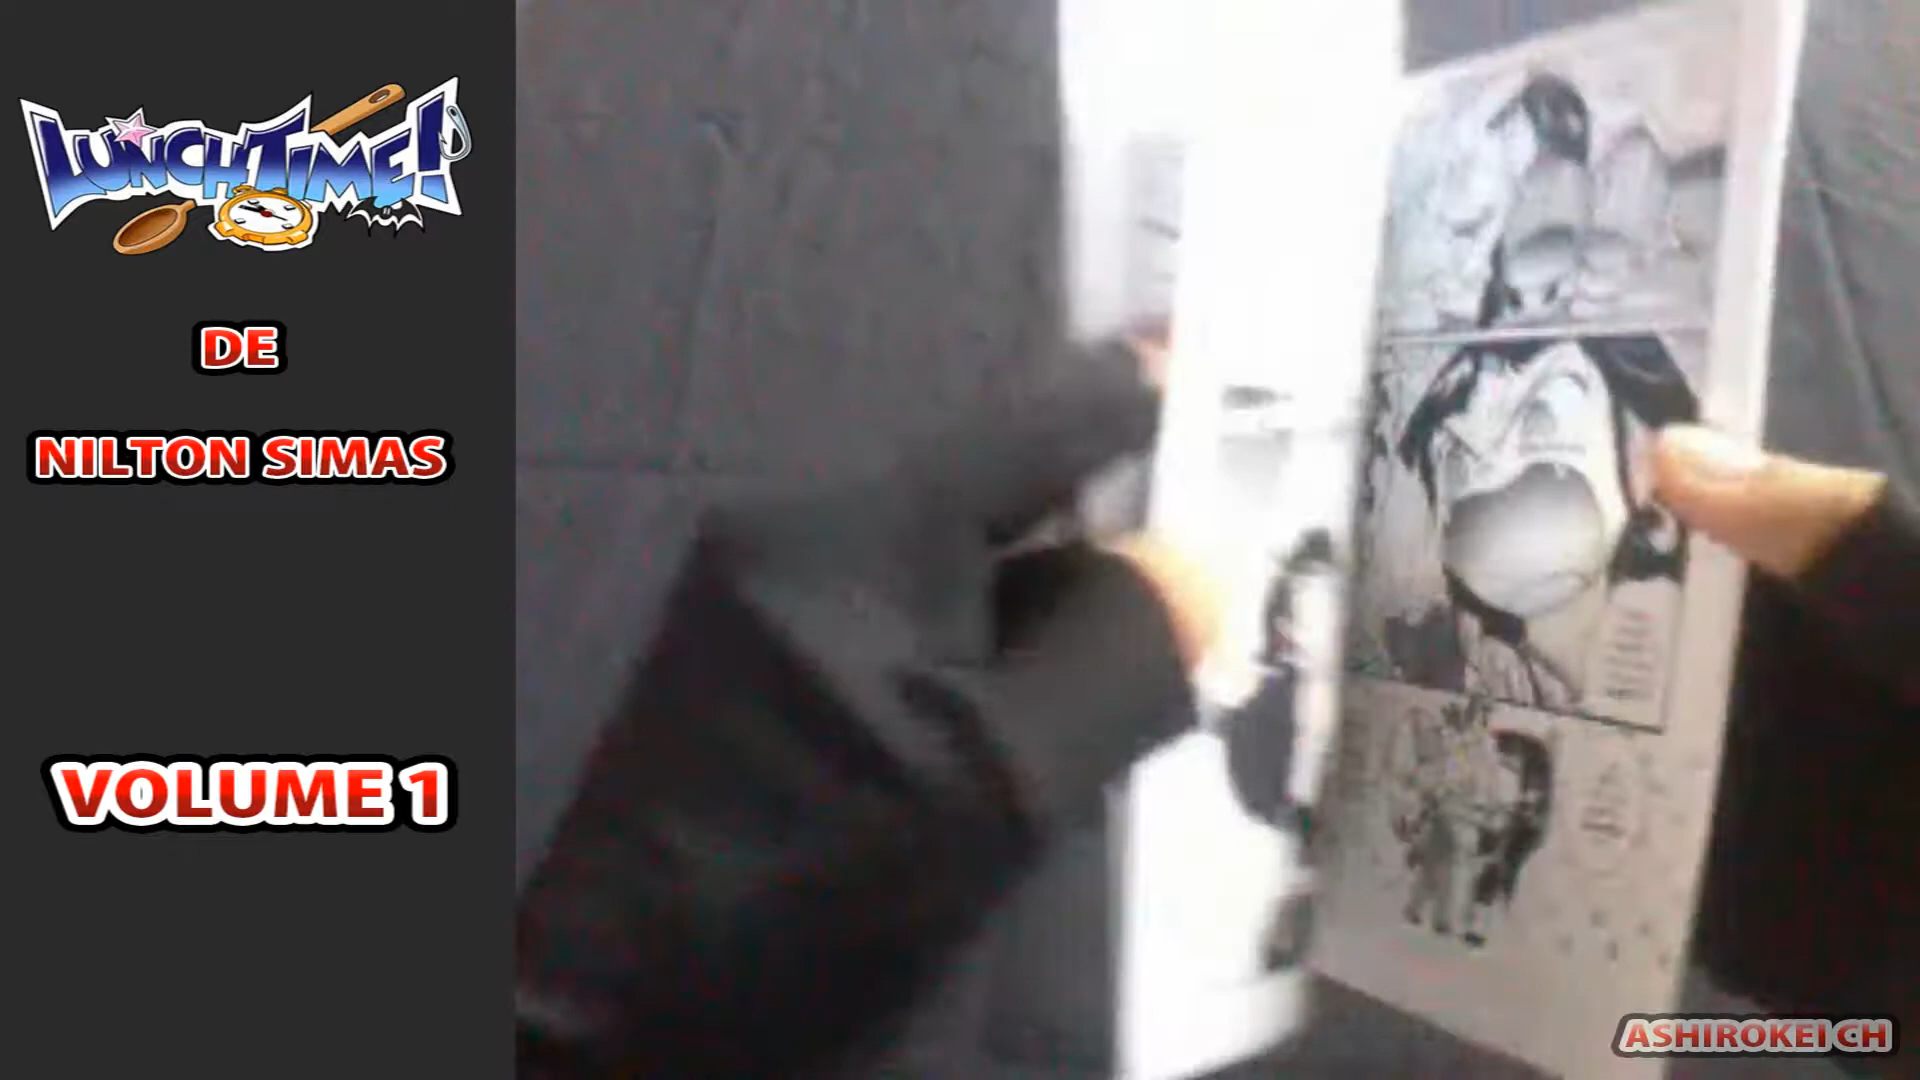 LUNCHTIME!
DE
NILTON SIMAS
VOLUME 1
ASHIROKEI CH